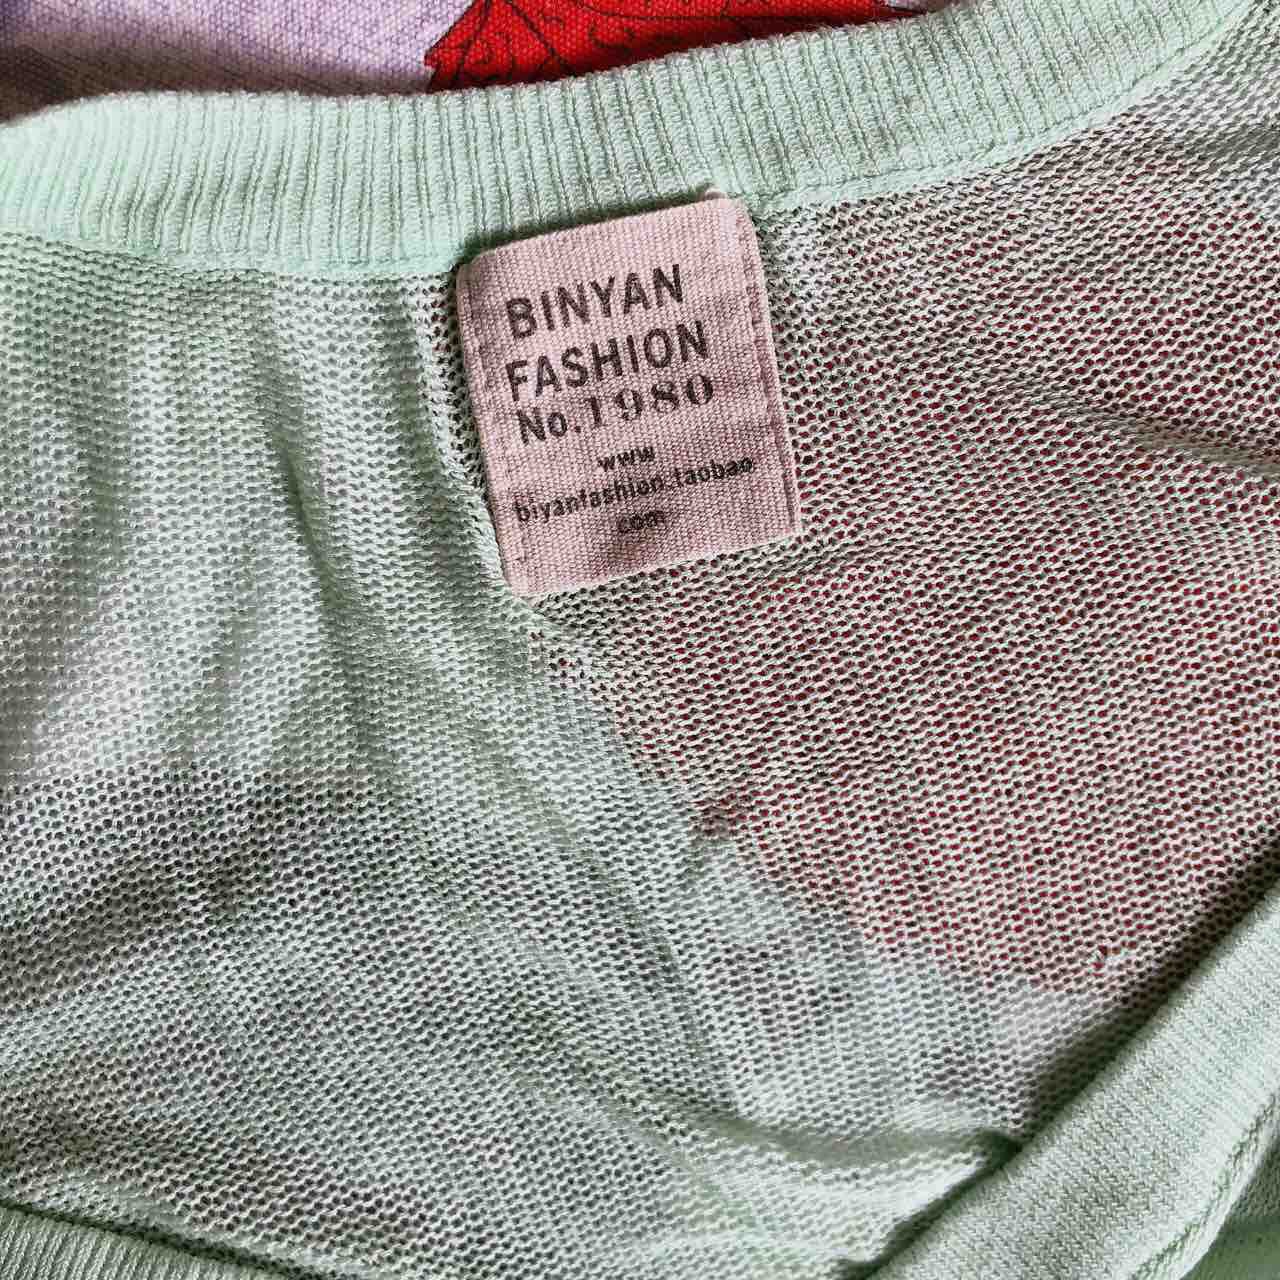 BINYAN
FASHION
No.1980
www
biyanfashion.taobao
com